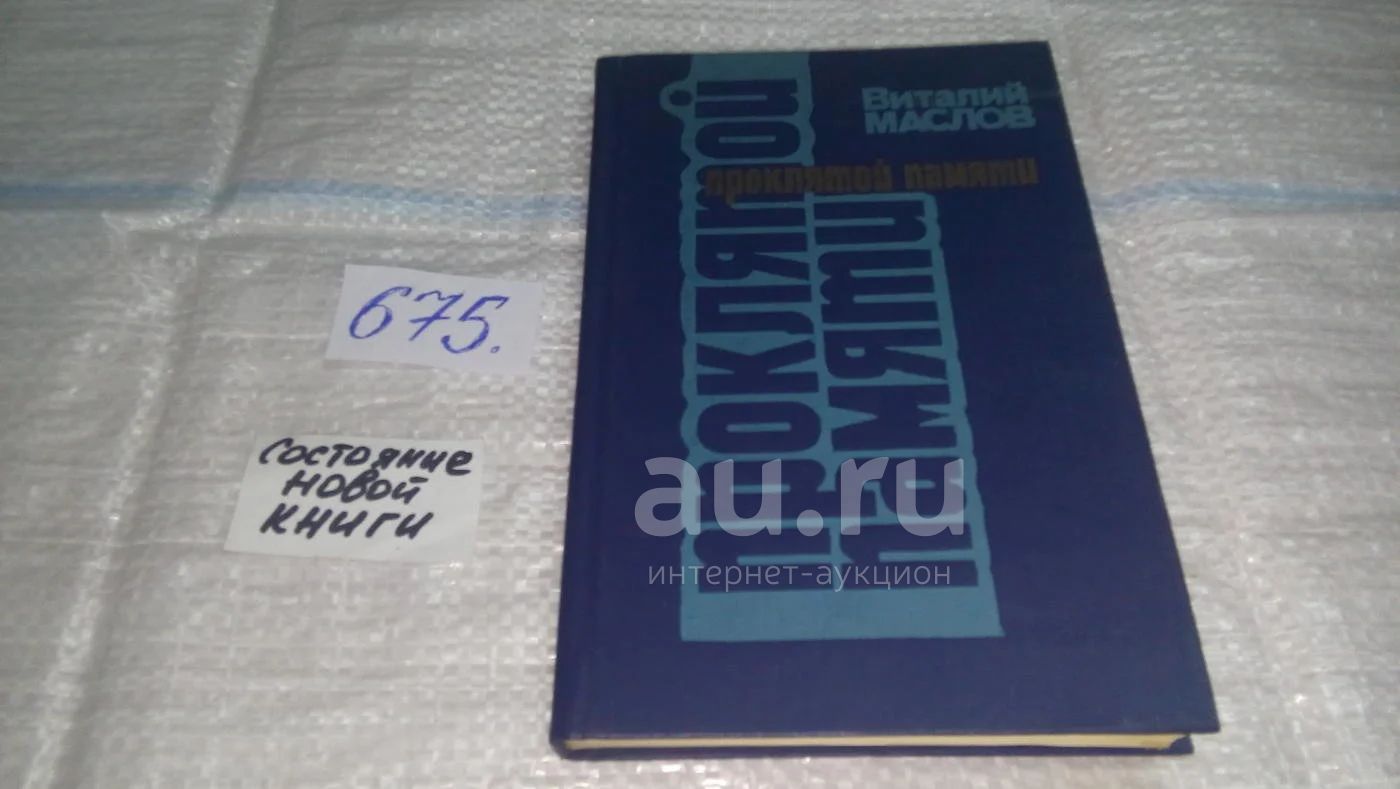 Виталий
МАСЛОВ
проклятой памяти
ПРОКЛЯТОЙ
ПАМЯТИ
675.
состояние
новой
книги
au.ru
интернет-аукцион